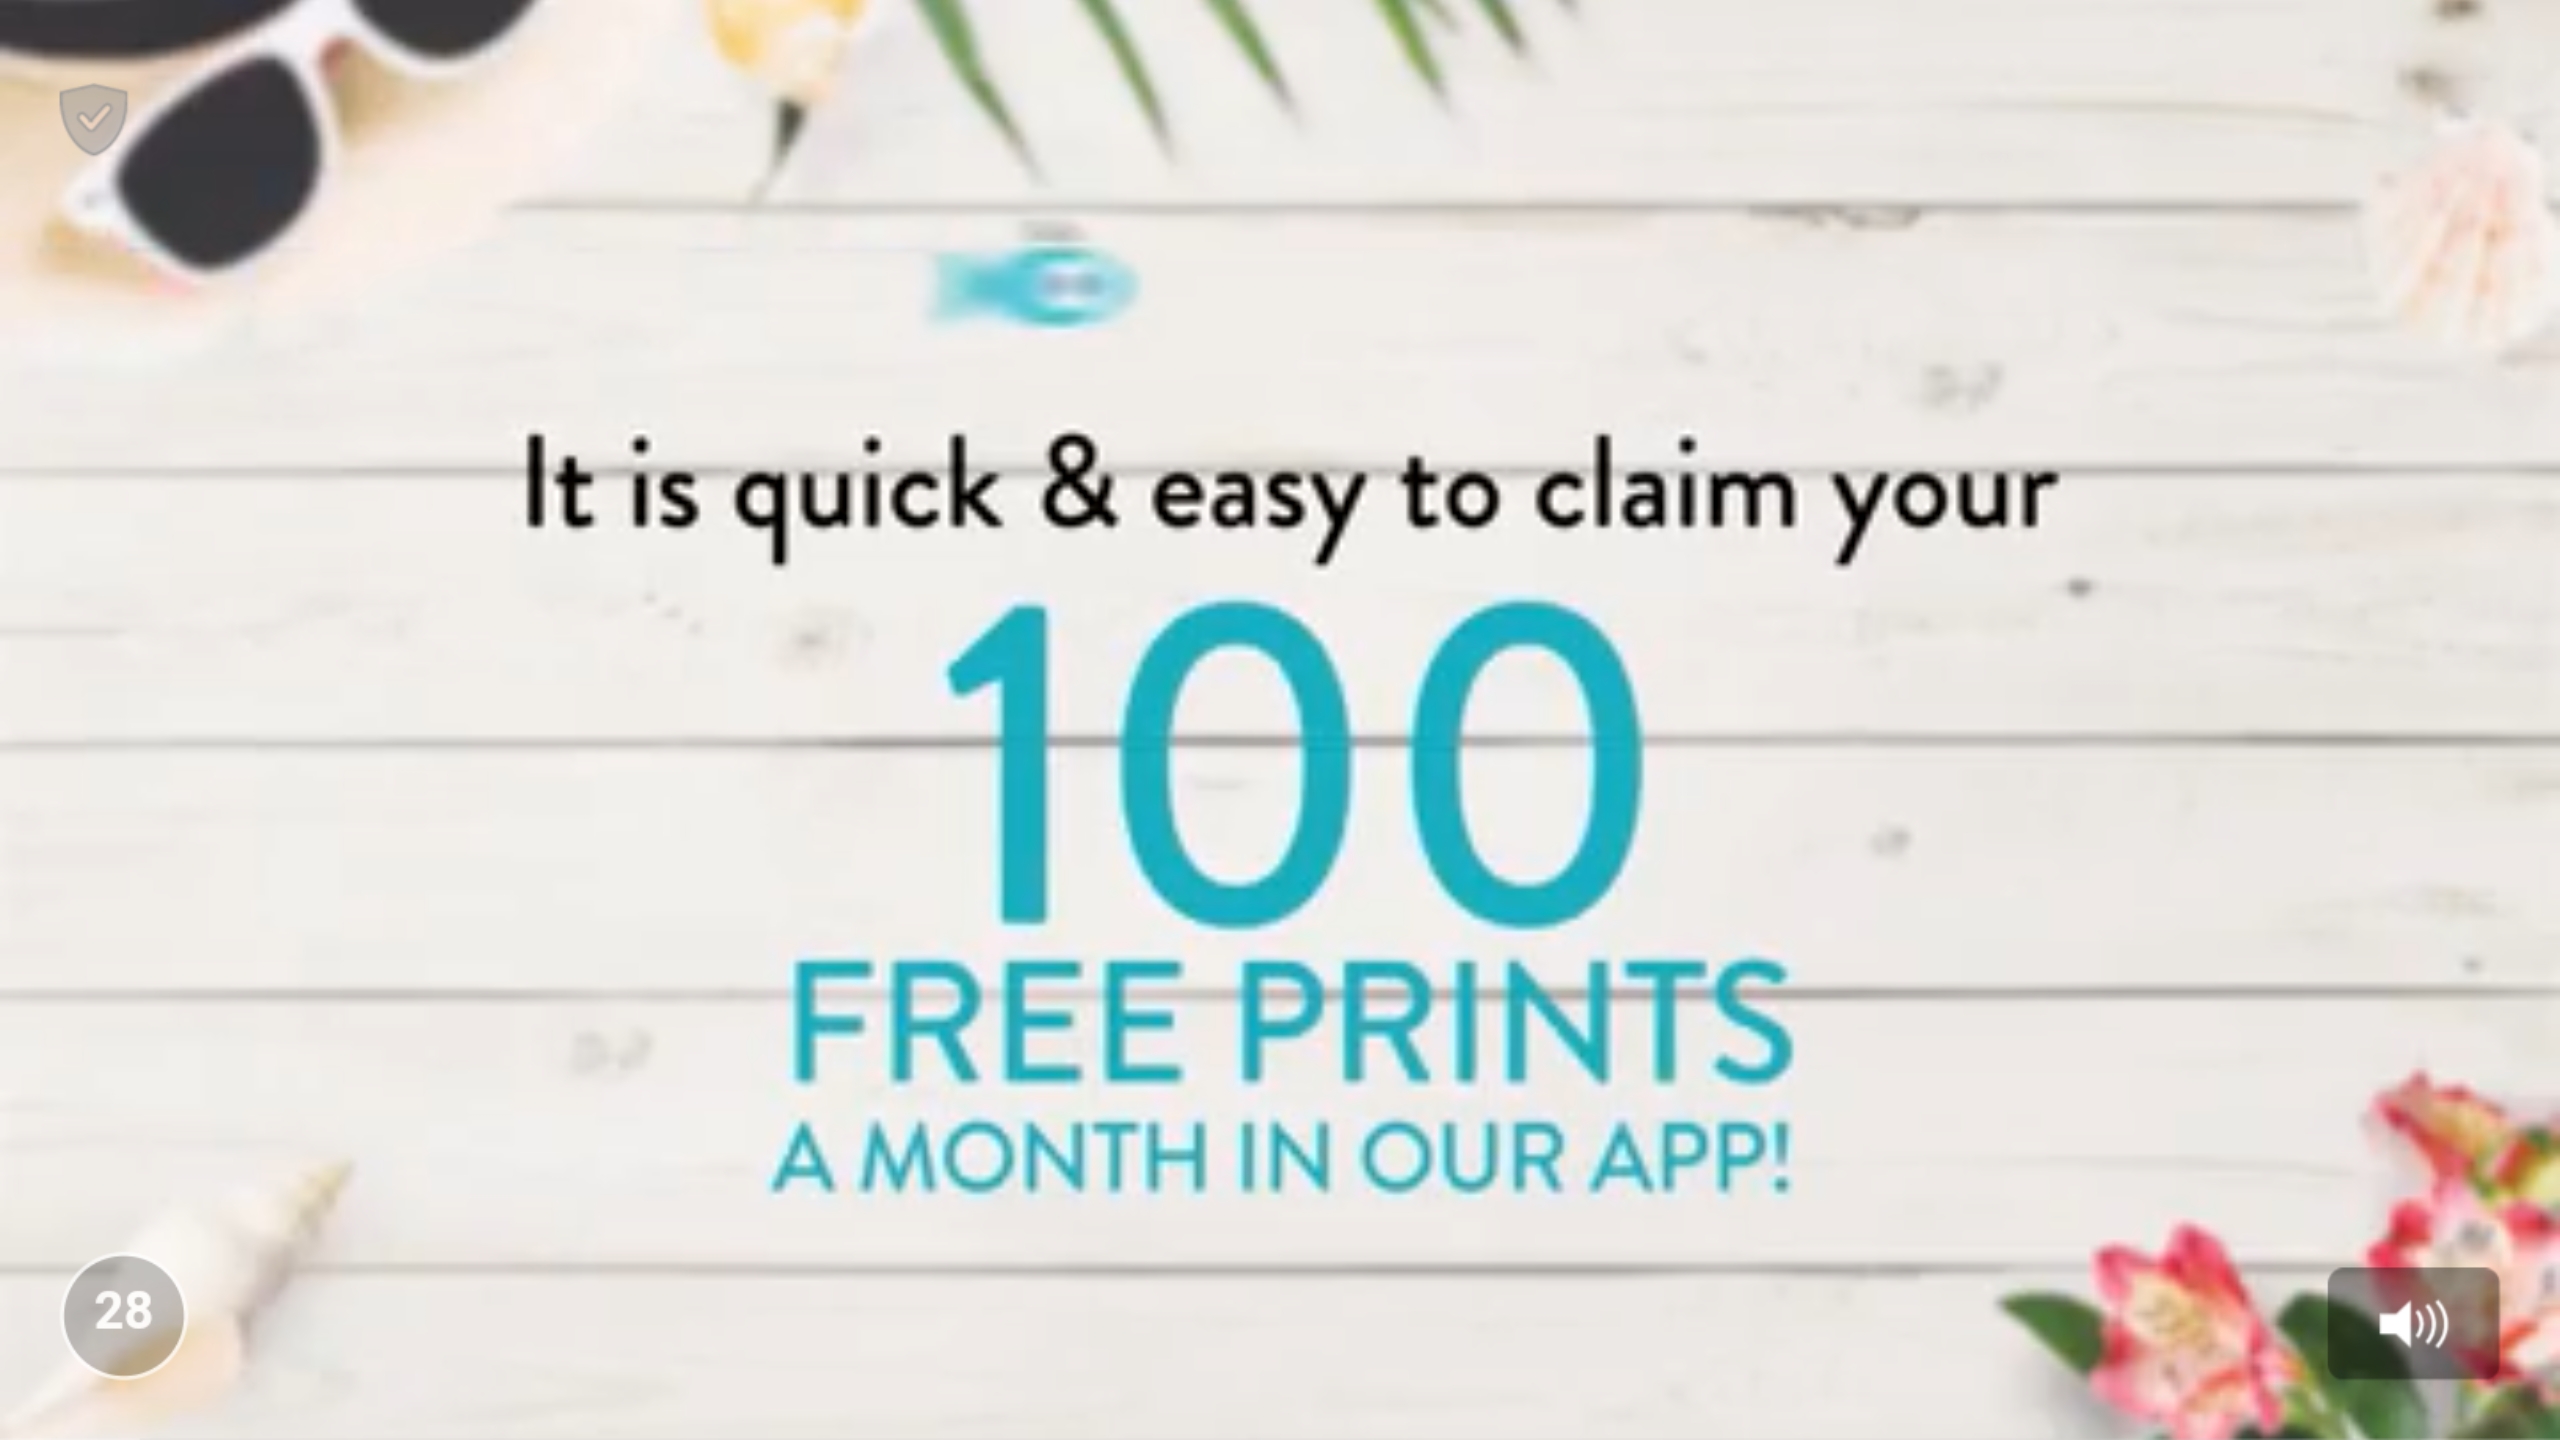 It is quick & easy to claim your
100
FREE PRINTS
A MONTH IN OUR APP!
28